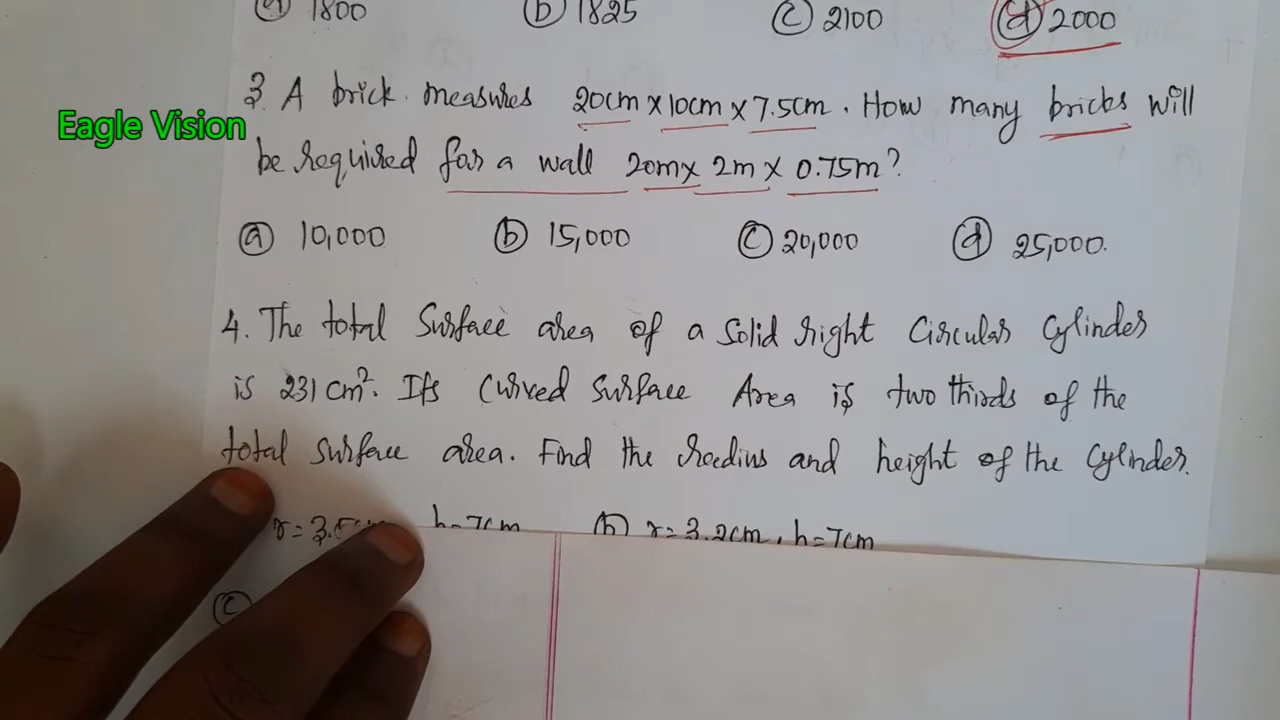 ⓐ 1800 ⓑ 1825 ⓒ 2100 ⓓ 2000
3. A brick measures 20cm x 10cm x 7.5cm. How many bricks will
Eagle Vision
be required for a wall 20m x 2m x 0.75m?
ⓐ 10,000 ⓑ 15,000 ⓒ 20,000 ⓓ 25,000.
4. The total Surface area of a Solid right Circular Cylinder
is 231 cm². Its Curved Surface Area is two thirds of the
total surface area. Find the radius and height of the Cylinder.
h=7cm ⓑ r=3.2cm, h=7cm
ⓒ